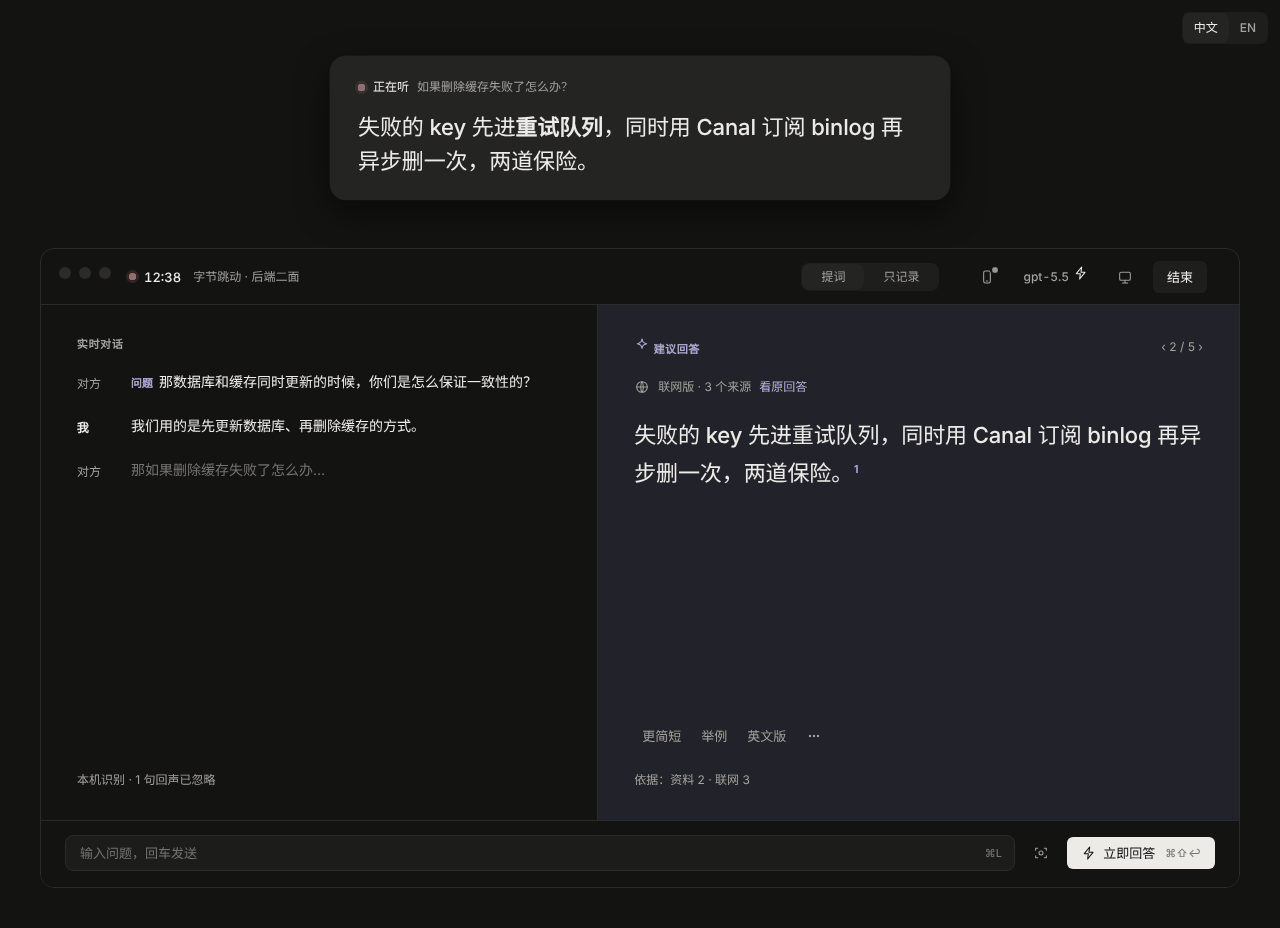 中文 EN
正在听 如果删除缓存失败了怎么办?
失败的 key 先进重试队列，同时用 Canal 订阅 binlog 再
异步删一次，两道保险。
12:38 字节跳动 · 后端二面 提词 只记录 gpt-5.5 结束
实时对话
对方 问题 那数据库和缓存同时更新的时候，你们是怎么保证一致性的?
我 我们用的是先更新数据库、再删除缓存的方式。
对方 那如果删除缓存失败了怎么办…
本机识别 · 1 句回声已忽略
建议回答 ‹ 2 / 5 ›
联网版 · 3 个来源 看原回答
失败的 key 先进重试队列，同时用 Canal 订阅 binlog 再异
步删一次，两道保险。1
更简短 举例 英文版 ···
依据：资料 2 · 联网 3
输入问题，回车发送 ⌘L 立即回答 ⌘⇧↩